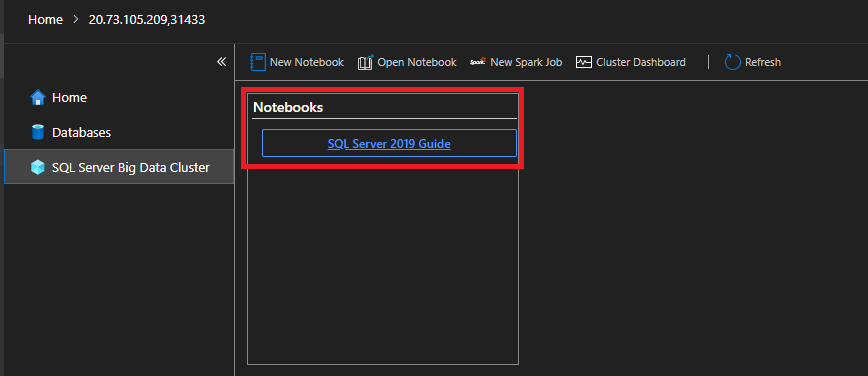 Home > 20.73.105.209,31433
«
New Notebook Open Notebook Spark New Spark Job Cluster Dashboard | Refresh
Home
Databases
SQL Server Big Data Cluster
Notebooks
SQL Server 2019 Guide